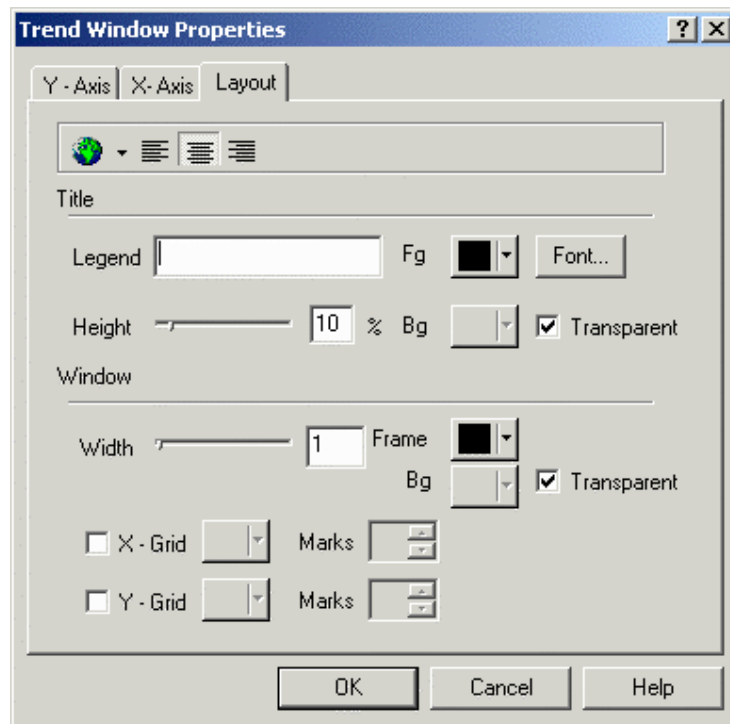 Trend Window Properties
Y - Axis X- Axis Layout
Title
Legend Fg Font...
Height 10 % Bg Transparent
Window
Width 1 Frame
Bg Transparent
X - Grid Marks
Y - Grid Marks
OK Cancel Help